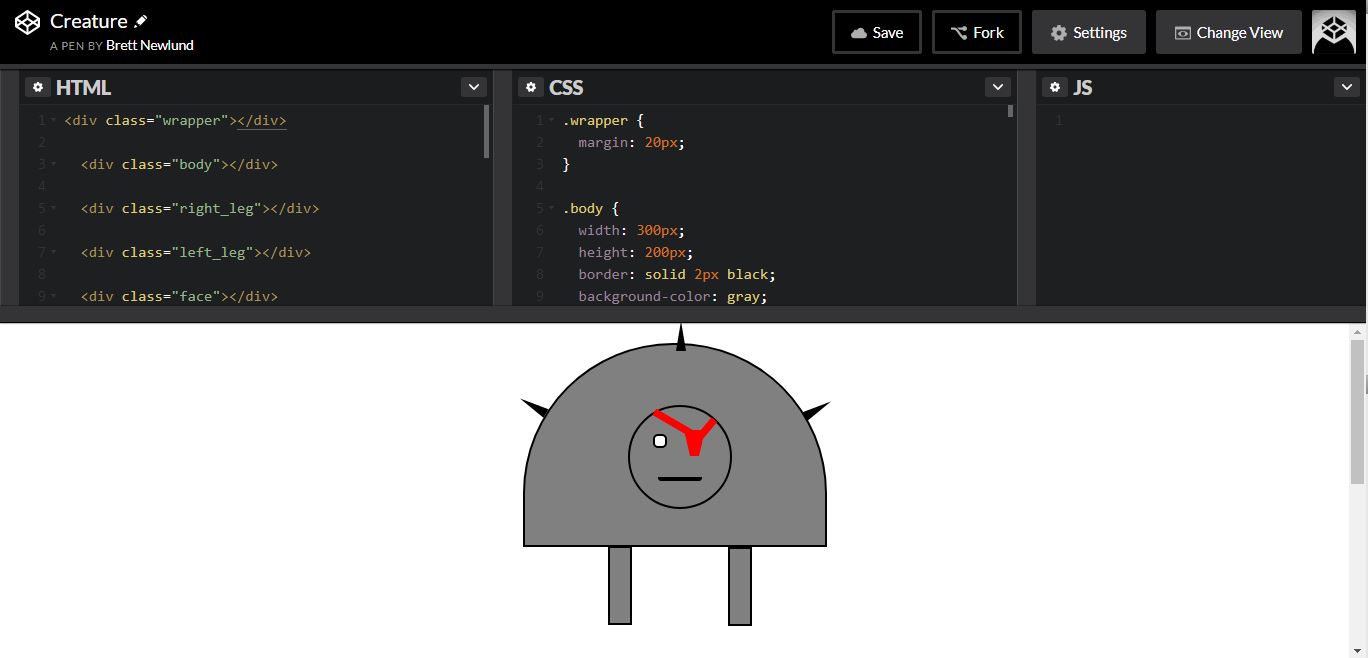 Creature
A PEN BY Brett Newlund
Save
Fork
Settings
Change View
HTML
1 <div class="wrapper"></div>
2
3 <div class="body"></div>
4
5 <div class="right_leg"></div>
6
7 <div class="left_leg"></div>
8
9 <div class="face"></div>
CSS
1 .wrapper {
2 margin: 20px;
3 }
4
5 .body {
6 width: 300px;
7 height: 200px;
8 border: solid 2px black;
9 background-color: gray;
JS
1